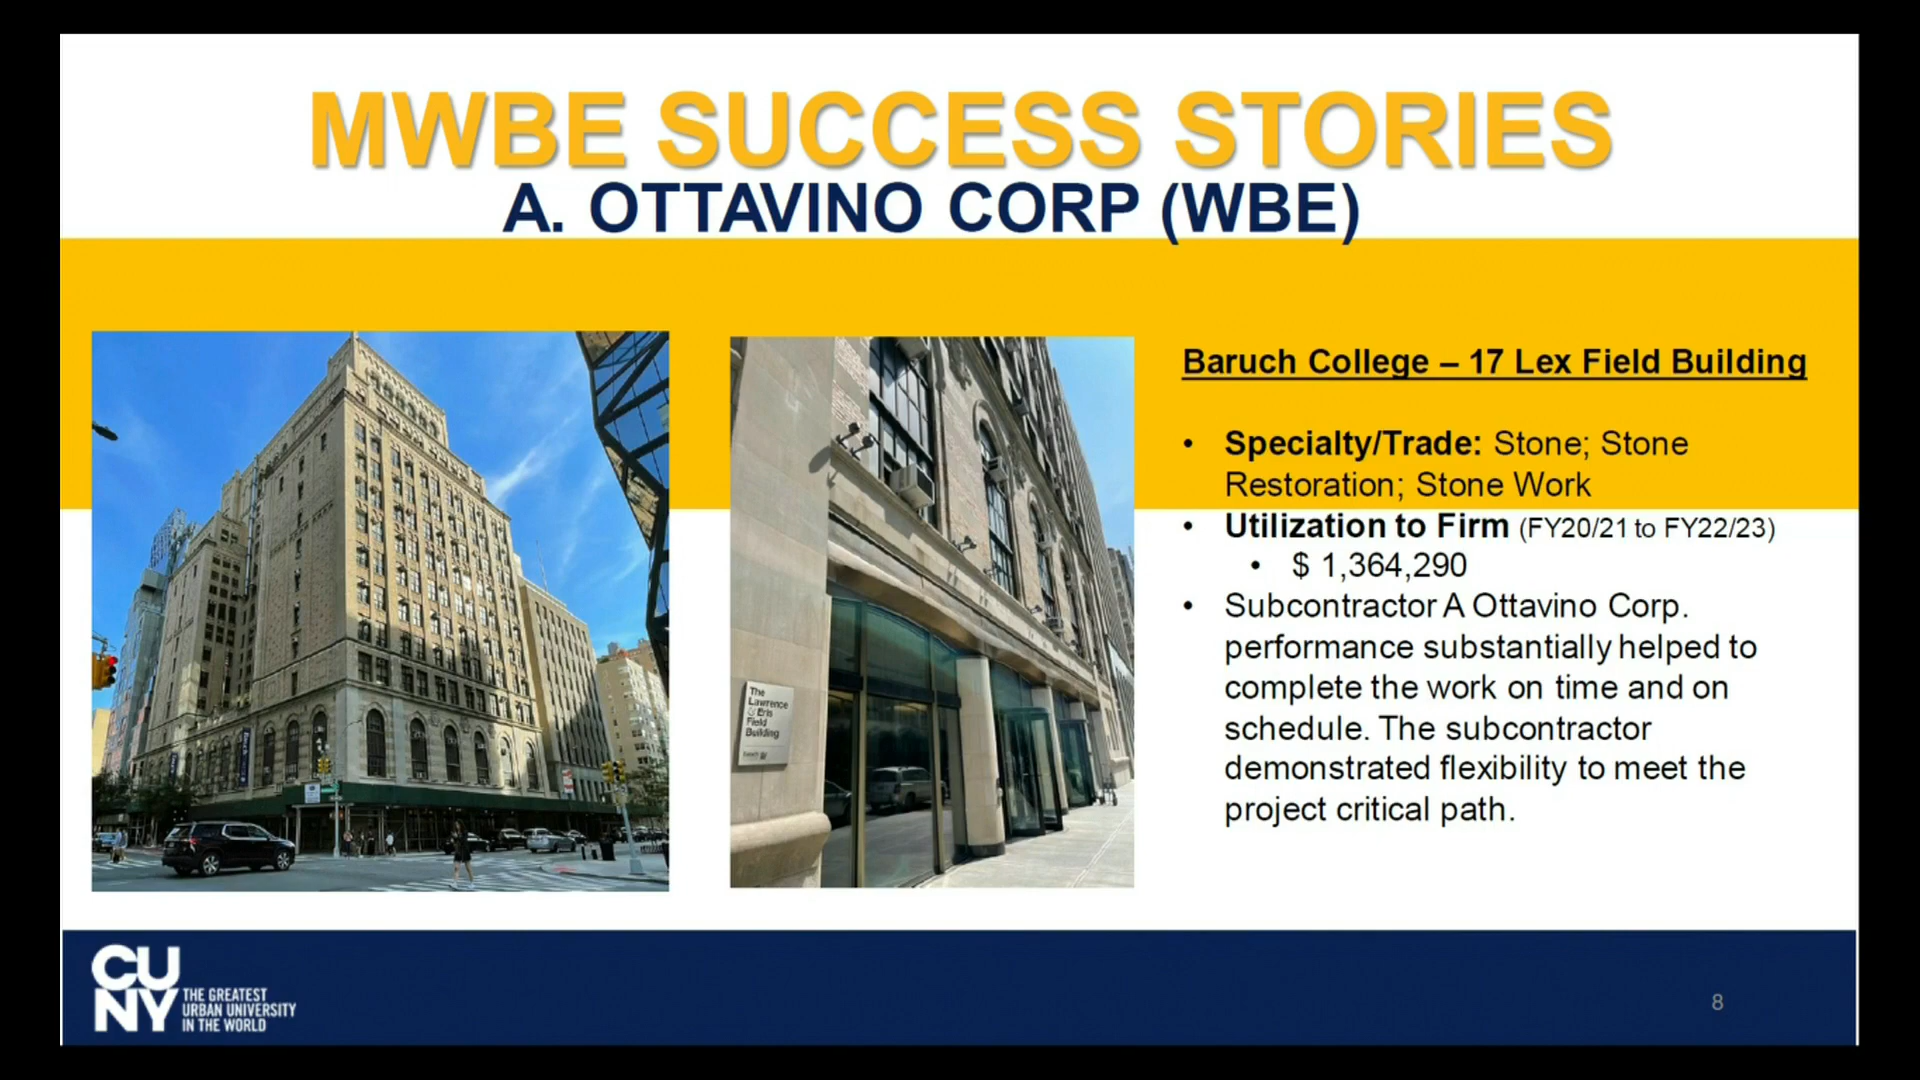 MWBE SUCCESS STORIES
A. OTTAVINO CORP (WBE)
Baruch College – 17 Lex Field Building
• Specialty/Trade: Stone; Stone
Restoration; Stone Work
• Utilization to Firm (FY20/21 to FY22/23)
• $ 1,364,290
• Subcontractor A Ottavino Corp.
performance substantially helped to
complete the work on time and on
schedule. The subcontractor
demonstrated flexibility to meet the
project critical path.
The
Lawrence
& Eris
Field
Building
CU
NY
THE GREATEST
URBAN UNIVERSITY
IN THE WORLD
8